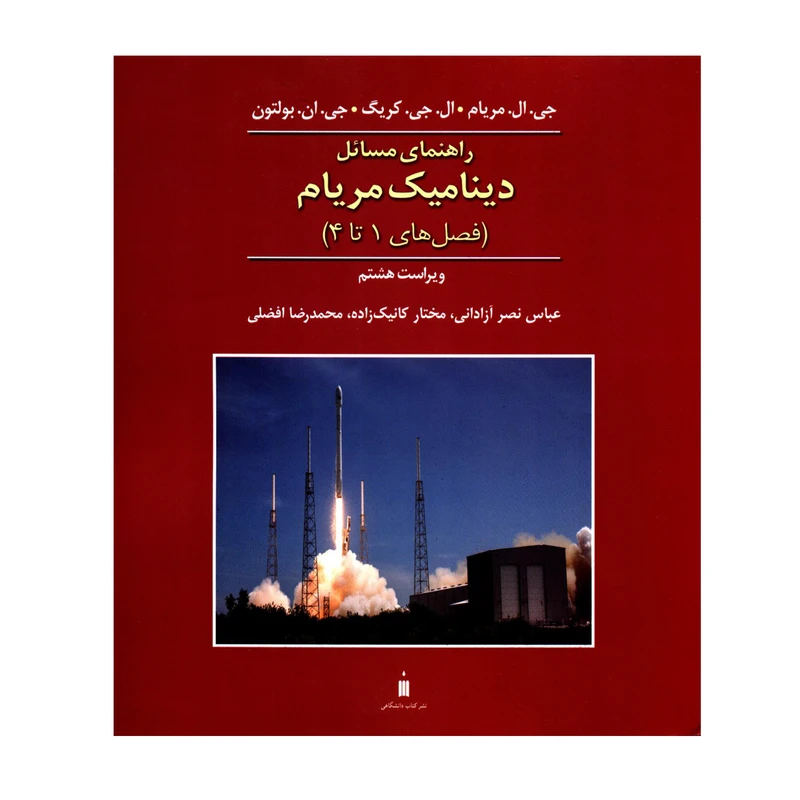 جی. ال. مریام • ال. جی. کریگ • جی. ان. بولتون
راهنمای مسائل
دینامیک مریام
(فصل‌های ۱ تا ۴)
ویراست هشتم
عباس نصر آزادانی، مختار کانیک‌زاده، محمدرضا افضلی
نشر کتاب دانشگاهی